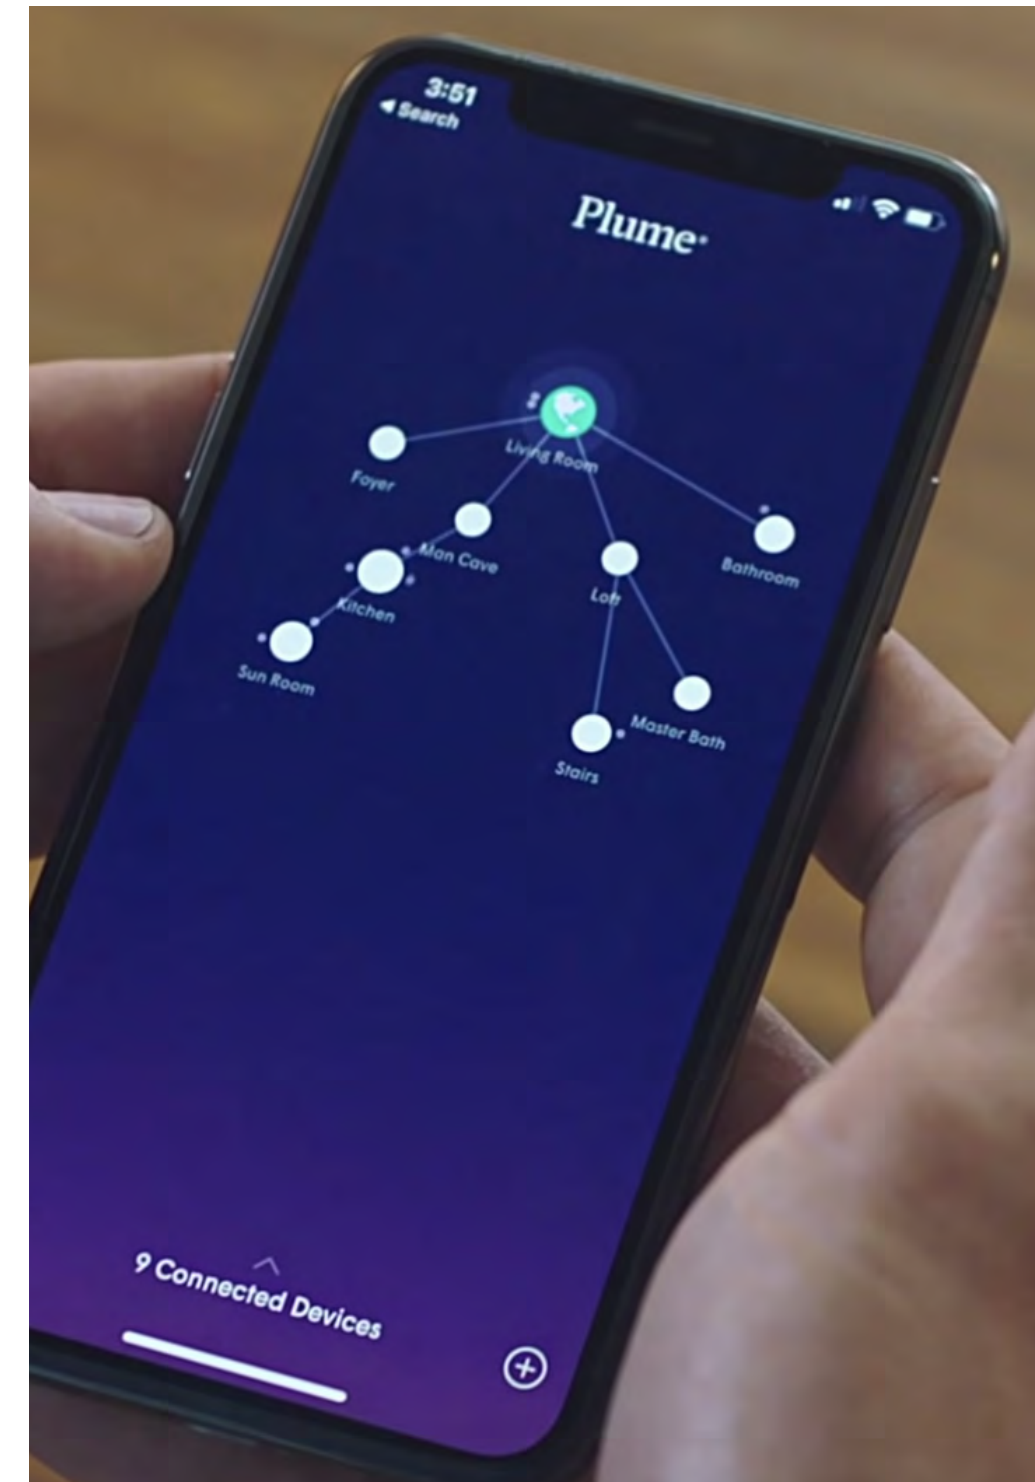 3:51
Search
Plume
Living Room
Foyer
Man Cave
Bathroom
Loft
Kitchen
Sun Room
Master Bath
Stairs
9 Connected Devices